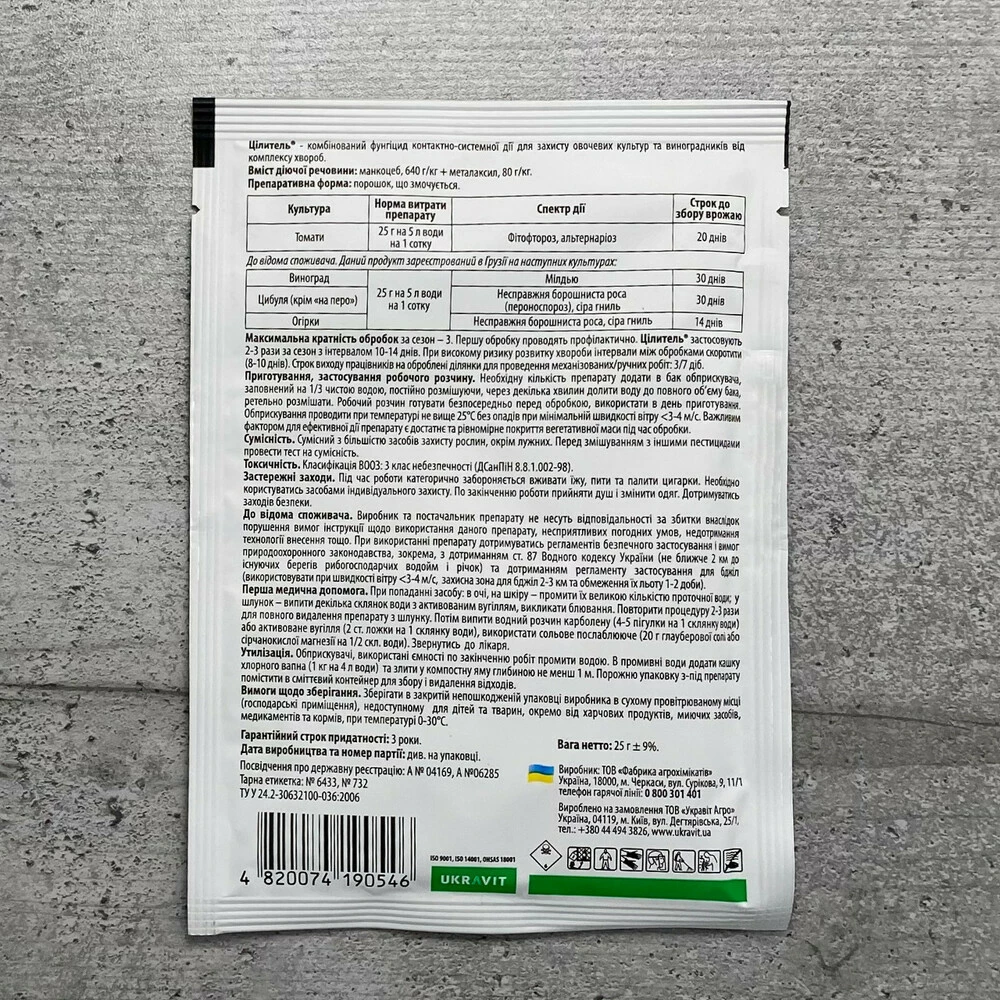 Цілитель® - комбінований фунгіцид контактно-системної дії для захисту овочевих культур та виноградників від
комплексу хвороб.
Вміст діючої речовини: манкоцеб, 640 г/кг + металаксил, 80 г/кг.
Препаративна форма: порошок, що змочується.
Культура Норма витрати препарату Спектр дії Строк до збору врожаю
Томати 25 г на 5 л води на 1 сотку Фітофтороз, альтернаріоз 20 днів
До відома споживача. Даний продукт зареєстрований в Грузії на наступних культурах:
Виноград 25 г на 5 л води на 1 сотку Мілдью 30 днів
Цибуля (крім «на перо») Несправжня борошниста роса (пероноспороз), сіра гниль 30 днів
Огірки Несправжня борошниста роса, сіра гниль 14 днів
Максимальна кратність обробок за сезон – 3. Першу обробку проводять профілактично. Цілитель® застосовують
2-3 рази за сезон з інтервалом 10-14 днів. При високому ризику розвитку хвороби інтервали між обробками скоротити
(8-10 днів). Строк виходу працівників на оброблені ділянки для проведення механізованих/ручних робіт: 3/7 діб.
Приготування, застосування робочого розчину. Необхідну кількість препарату додати в бак обприскувача,
заповнений на 1/3 чистою водою, постійно розмішуючи, через декілька хвилин долити воду до повного об'єму бака,
ретельно розмішати. Робочий розчин готувати безпосередньо перед обробкою, використати в день приготування.
Обприскування проводити при температурі не вище 25°С без опадів при мінімальній швидкості вітру <3-4 м/с. Важливим
фактором для ефективної дії препарату є достатнє та рівномірне покриття вегетативної маси під час обробки.
Сумісність. Сумісний з більшістю засобів захисту рослин, окрім лужних. Перед змішуванням з іншими пестицидами
провести тест на сумісність.
Токсичність. Класифікація ВООЗ: 3 клас небезпечності (ДСанПіН 8.8.1.002-98).
Застережні заходи. Під час роботи категорично забороняється вживати їжу, пити та палити цигарки. Необхідно
користуватись засобами індивідуального захисту. По закінченню роботи прийняти душ і змінити одяг. Дотримуватись
заходів безпеки.
До відома споживача. Виробник та постачальник препарату не несуть відповідальності за збитки внаслідок
порушення вимог інструкції щодо використання даного препарату, несприятливих погодних умов, недотримання
технології внесення тощо. При використанні препарату дотримуватись регламентів безпечного застосування і вимог
природоохоронного законодавства, зокрема, з дотриманням ст. 87 Водного кодексу України (не ближче 2 км до
існуючих берегів рибогосподарчих водойм і річок) та дотриманням регламенту застосування для бджіл
(використовувати при швидкості вітру <3-4 м/с, захисна зона для бджіл 2-3 км та обмеження їх льоту 1-2 доби).
Перша медична допомога. При попаданні засобу: в очі, на шкіру – промити їх великою кількістю проточної води; у
шлунок – випити декілька склянок води з активованим вугіллям, викликати блювання. Повторити процедуру 2-3 рази
для повного видалення препарату з шлунку. Потім випити водний розчин карболену (4-5 пігулки на 1 склянку води)
або активоване вугілля (2 ст. ложки на 1 склянку води), використати сольове послаблююче (20 г глауберової солі або
сірчанокислої магнезії на 1/2 скл. води). Звернутись до лікаря.
Утилізація. Обприскувачі, використані ємності по закінченню робіт промити водою. В промивні води додати кашку
хлорного вапна (1 кг на 4 л води) та злити у компостну яму глибиною не менш 1 м. Порожню упаковку з-під препарату
помістити в сміттєвий контейнер для збору і видалення відходів.
Вимоги щодо зберігання. Зберігати в закритій непошкодженій упаковці виробника в сухому провітрюваному місці
(господарські приміщення), недоступному для дітей та тварин, окремо від харчових продуктів, миючих засобів,
медикаментів та кормів, при температурі 0-30°С.
Гарантійний строк придатності: 3 роки.
Дата виробництва та номер партії: див. на упаковці.
Посвідчення про державну реєстрацію: А № 04169, А №06285
Тарна етикетка: № 6433, № 732
ТУ У 24.2-30632100-036:2006
Вага нетто: 25 г ± 9%.
Виробник: ТОВ «Фабрика агрохімікатів»
Україна, 18000, м. Черкаси, вул. Сурікова, 9, 11/1
телефон гарячої лінії: 0 800 301 401
Вироблено на замовлення ТОВ «Укравіт Агро»
Україна, 04119, м. Київ, вул. Дегтярівська, 25/1,
тел.: +380 44 494 3826, www.ukravit.ua
4 820074 190546
ISO 9001, ISO 14001, OHSAS 18001
UKRAVIT